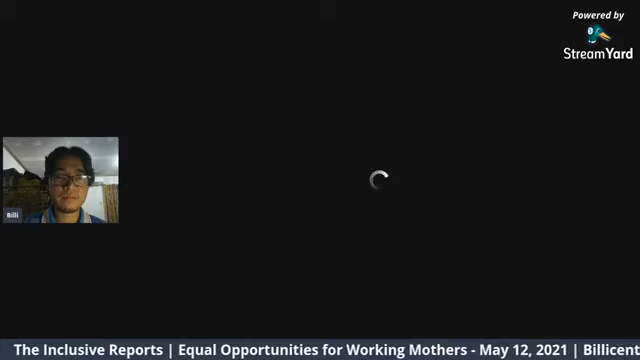 Powered by
StreamYard
Billi
The Inclusive Reports | Equal Opportunities for Working Mothers - May 12, 2021 | Billicent